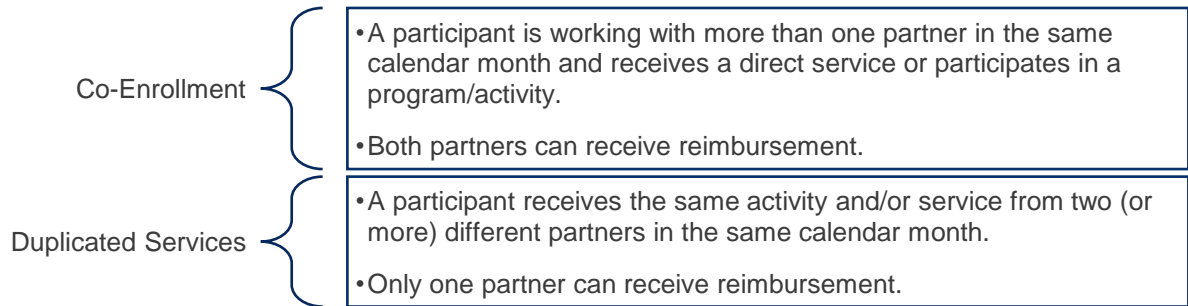 Co-Enrollment
•A participant is working with more than one partner in the same
calendar month and receives a direct service or participates in a
program/activity.
•Both partners can receive reimbursement.
Duplicated Services
•A participant receives the same activity and/or service from two (or
more) different partners in the same calendar month.
•Only one partner can receive reimbursement.